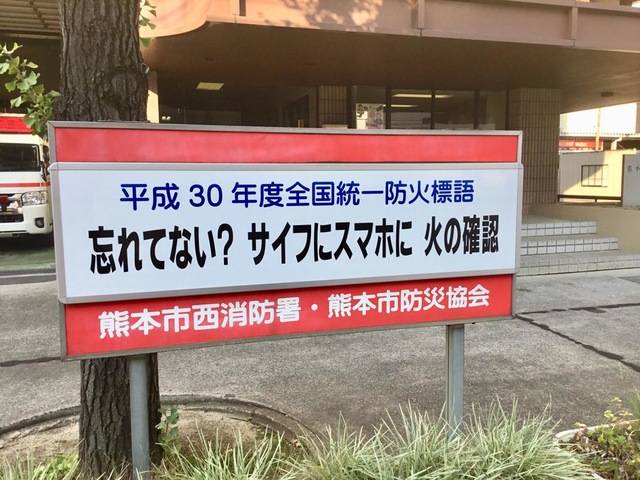 平成30年度全国統一防火標語
忘れてない? サイフにスマホに 火の確認
熊本市西消防署・熊本市防災協会